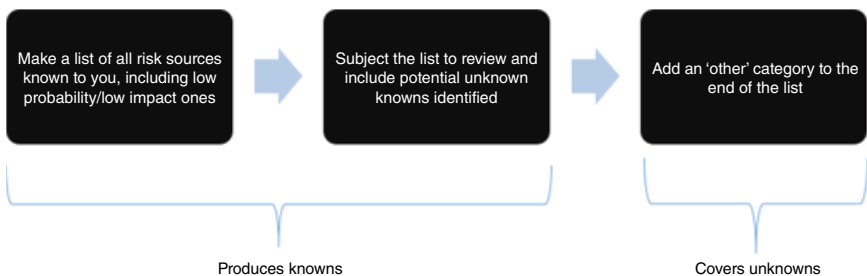 Make a list of all risk sources
known to you, including low
probability/low impact ones
Subject the list to review and
include potential unknown
knowns identified
Add an ‘other’ category to the
end of the list
Produces knowns
Covers unknowns